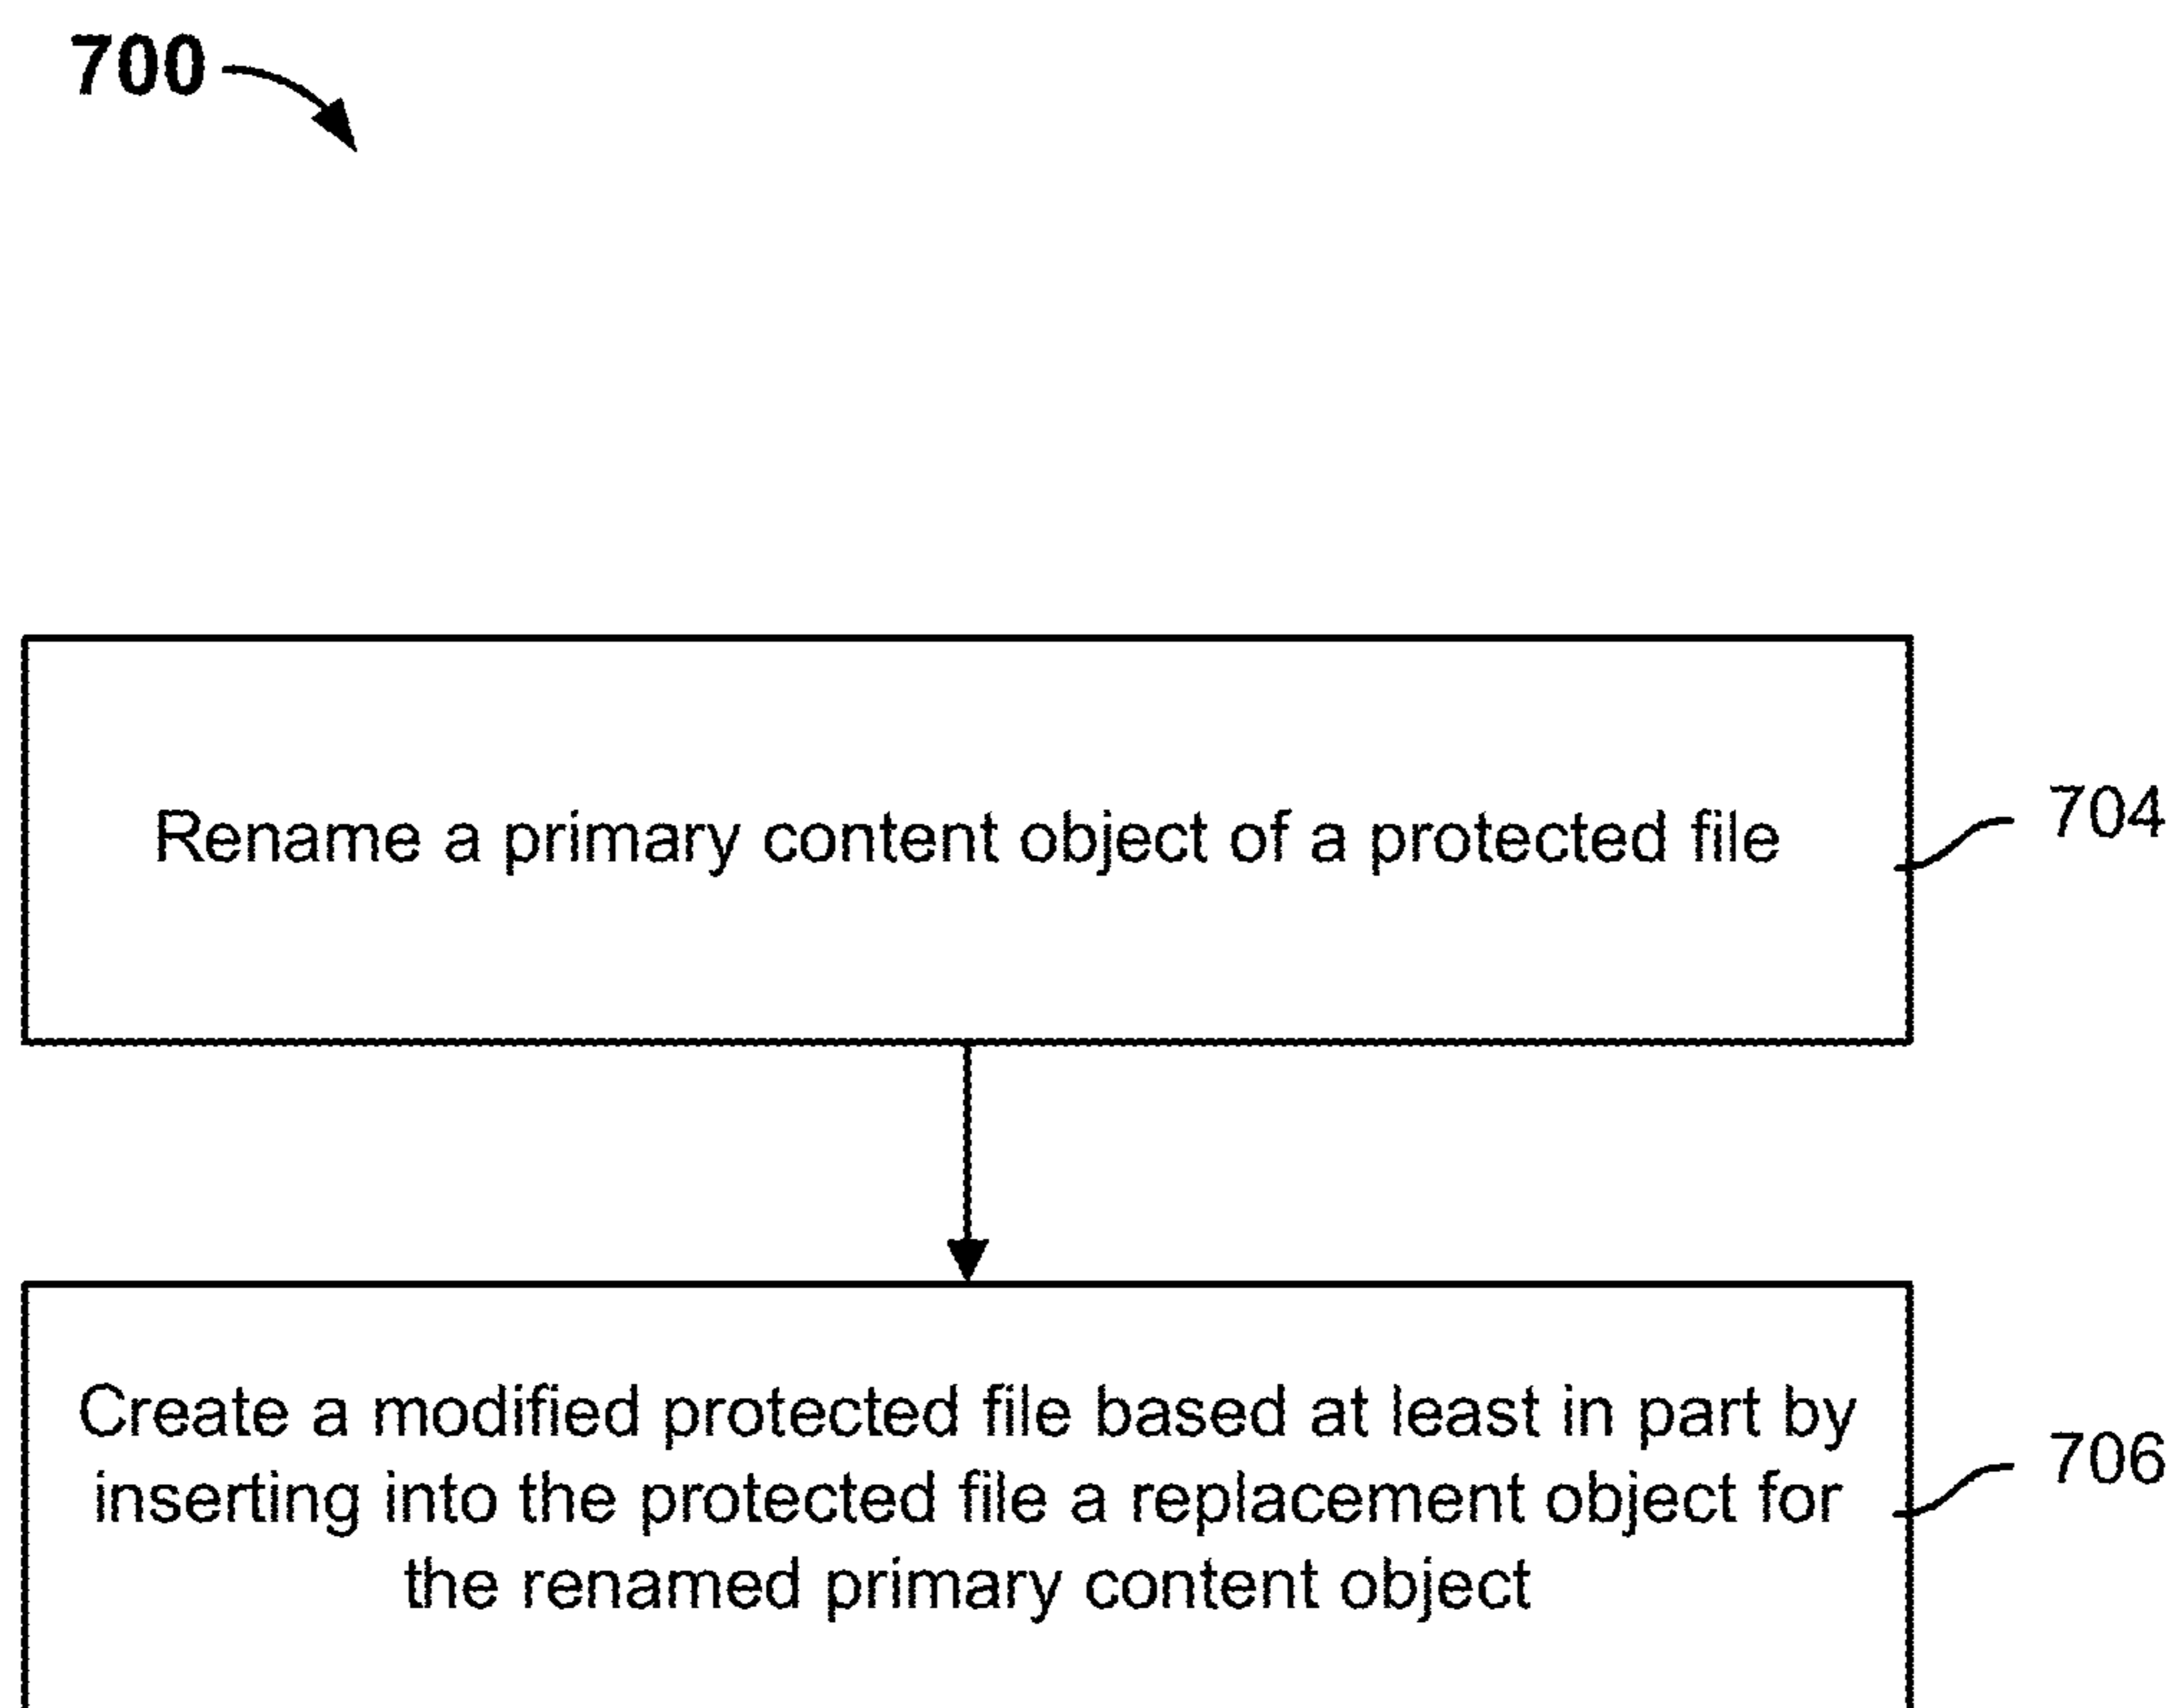 700
Rename a primary content object of a protected file
704
Create a modified protected file based at least in part by
inserting into the protected file a replacement object for
the renamed primary content object
706